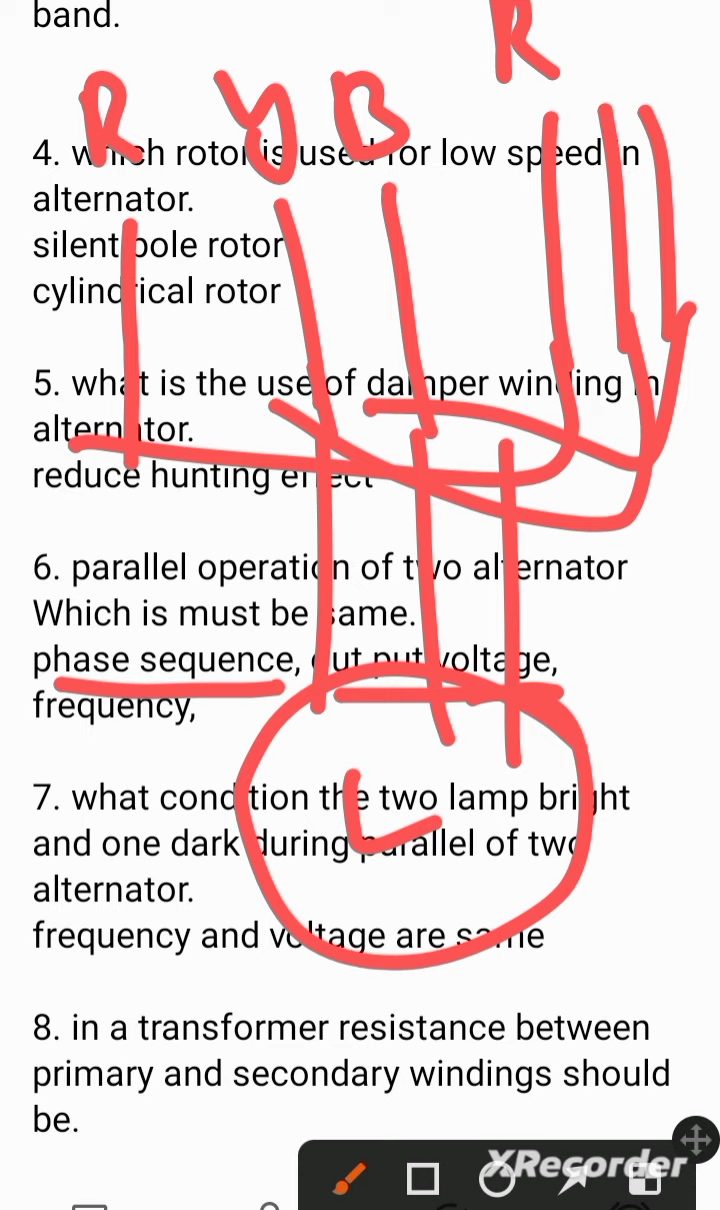 band.
R Y B R
4. which rotor is used for low speed in
alternator.
silent pole rotor
cylindrical rotor
5. what is the use of damper winding in
alternator.
reduce hunting effect
6. parallel operation of two alternator
Which is must be same.
phase sequence, out put voltage,
frequency,
7. what condition the two lamp bright
and one dark during parallel of two
alternator.
frequency and voltage are same
L
8. in a transformer resistance between
primary and secondary windings should
be.
XRecorder